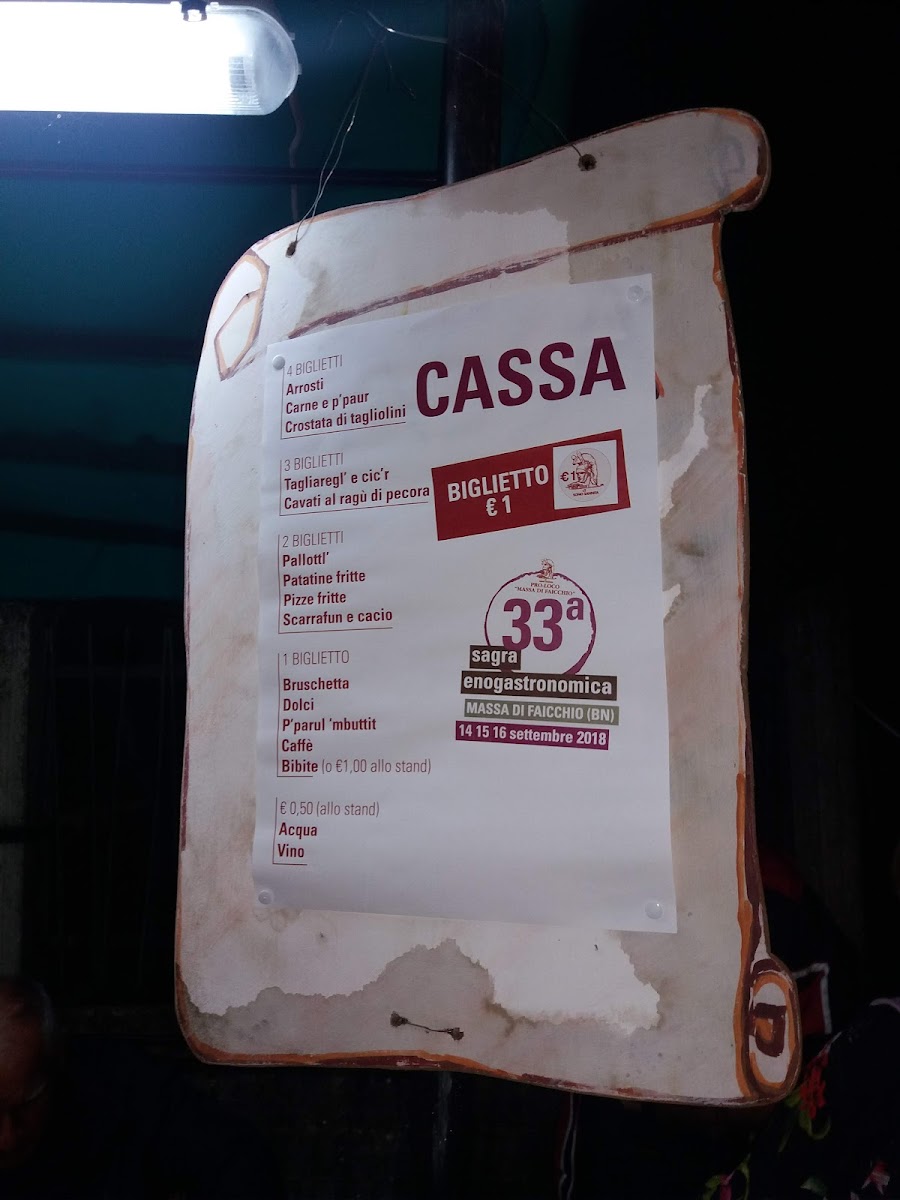 CASSA
4 BIGLIETTI
Arrosti
Carne e p'paur
Crostata di tagliolini
3 BIGLIETTI
Tagliaregl' e cic'r
Cavati al ragù di pecora
2 BIGLIETTI
Pallottl'
Patatine fritte
Pizze fritte
Scarrafun e cacio
1 BIGLIETTO
Bruschetta
Dolci
P'parul 'mbuttit
Caffè
Bibite (o €1,00 allo stand)
€ 0,50 (allo stand)
Acqua
Vino
BIGLIETTO
€ 1
€ 1
PRO-LOCO
"MASSA DI FAICCHIO"
33ª
sagra
enogastronomica
MASSA DI FAICCHIO (BN)
14 15 16 settembre 2018